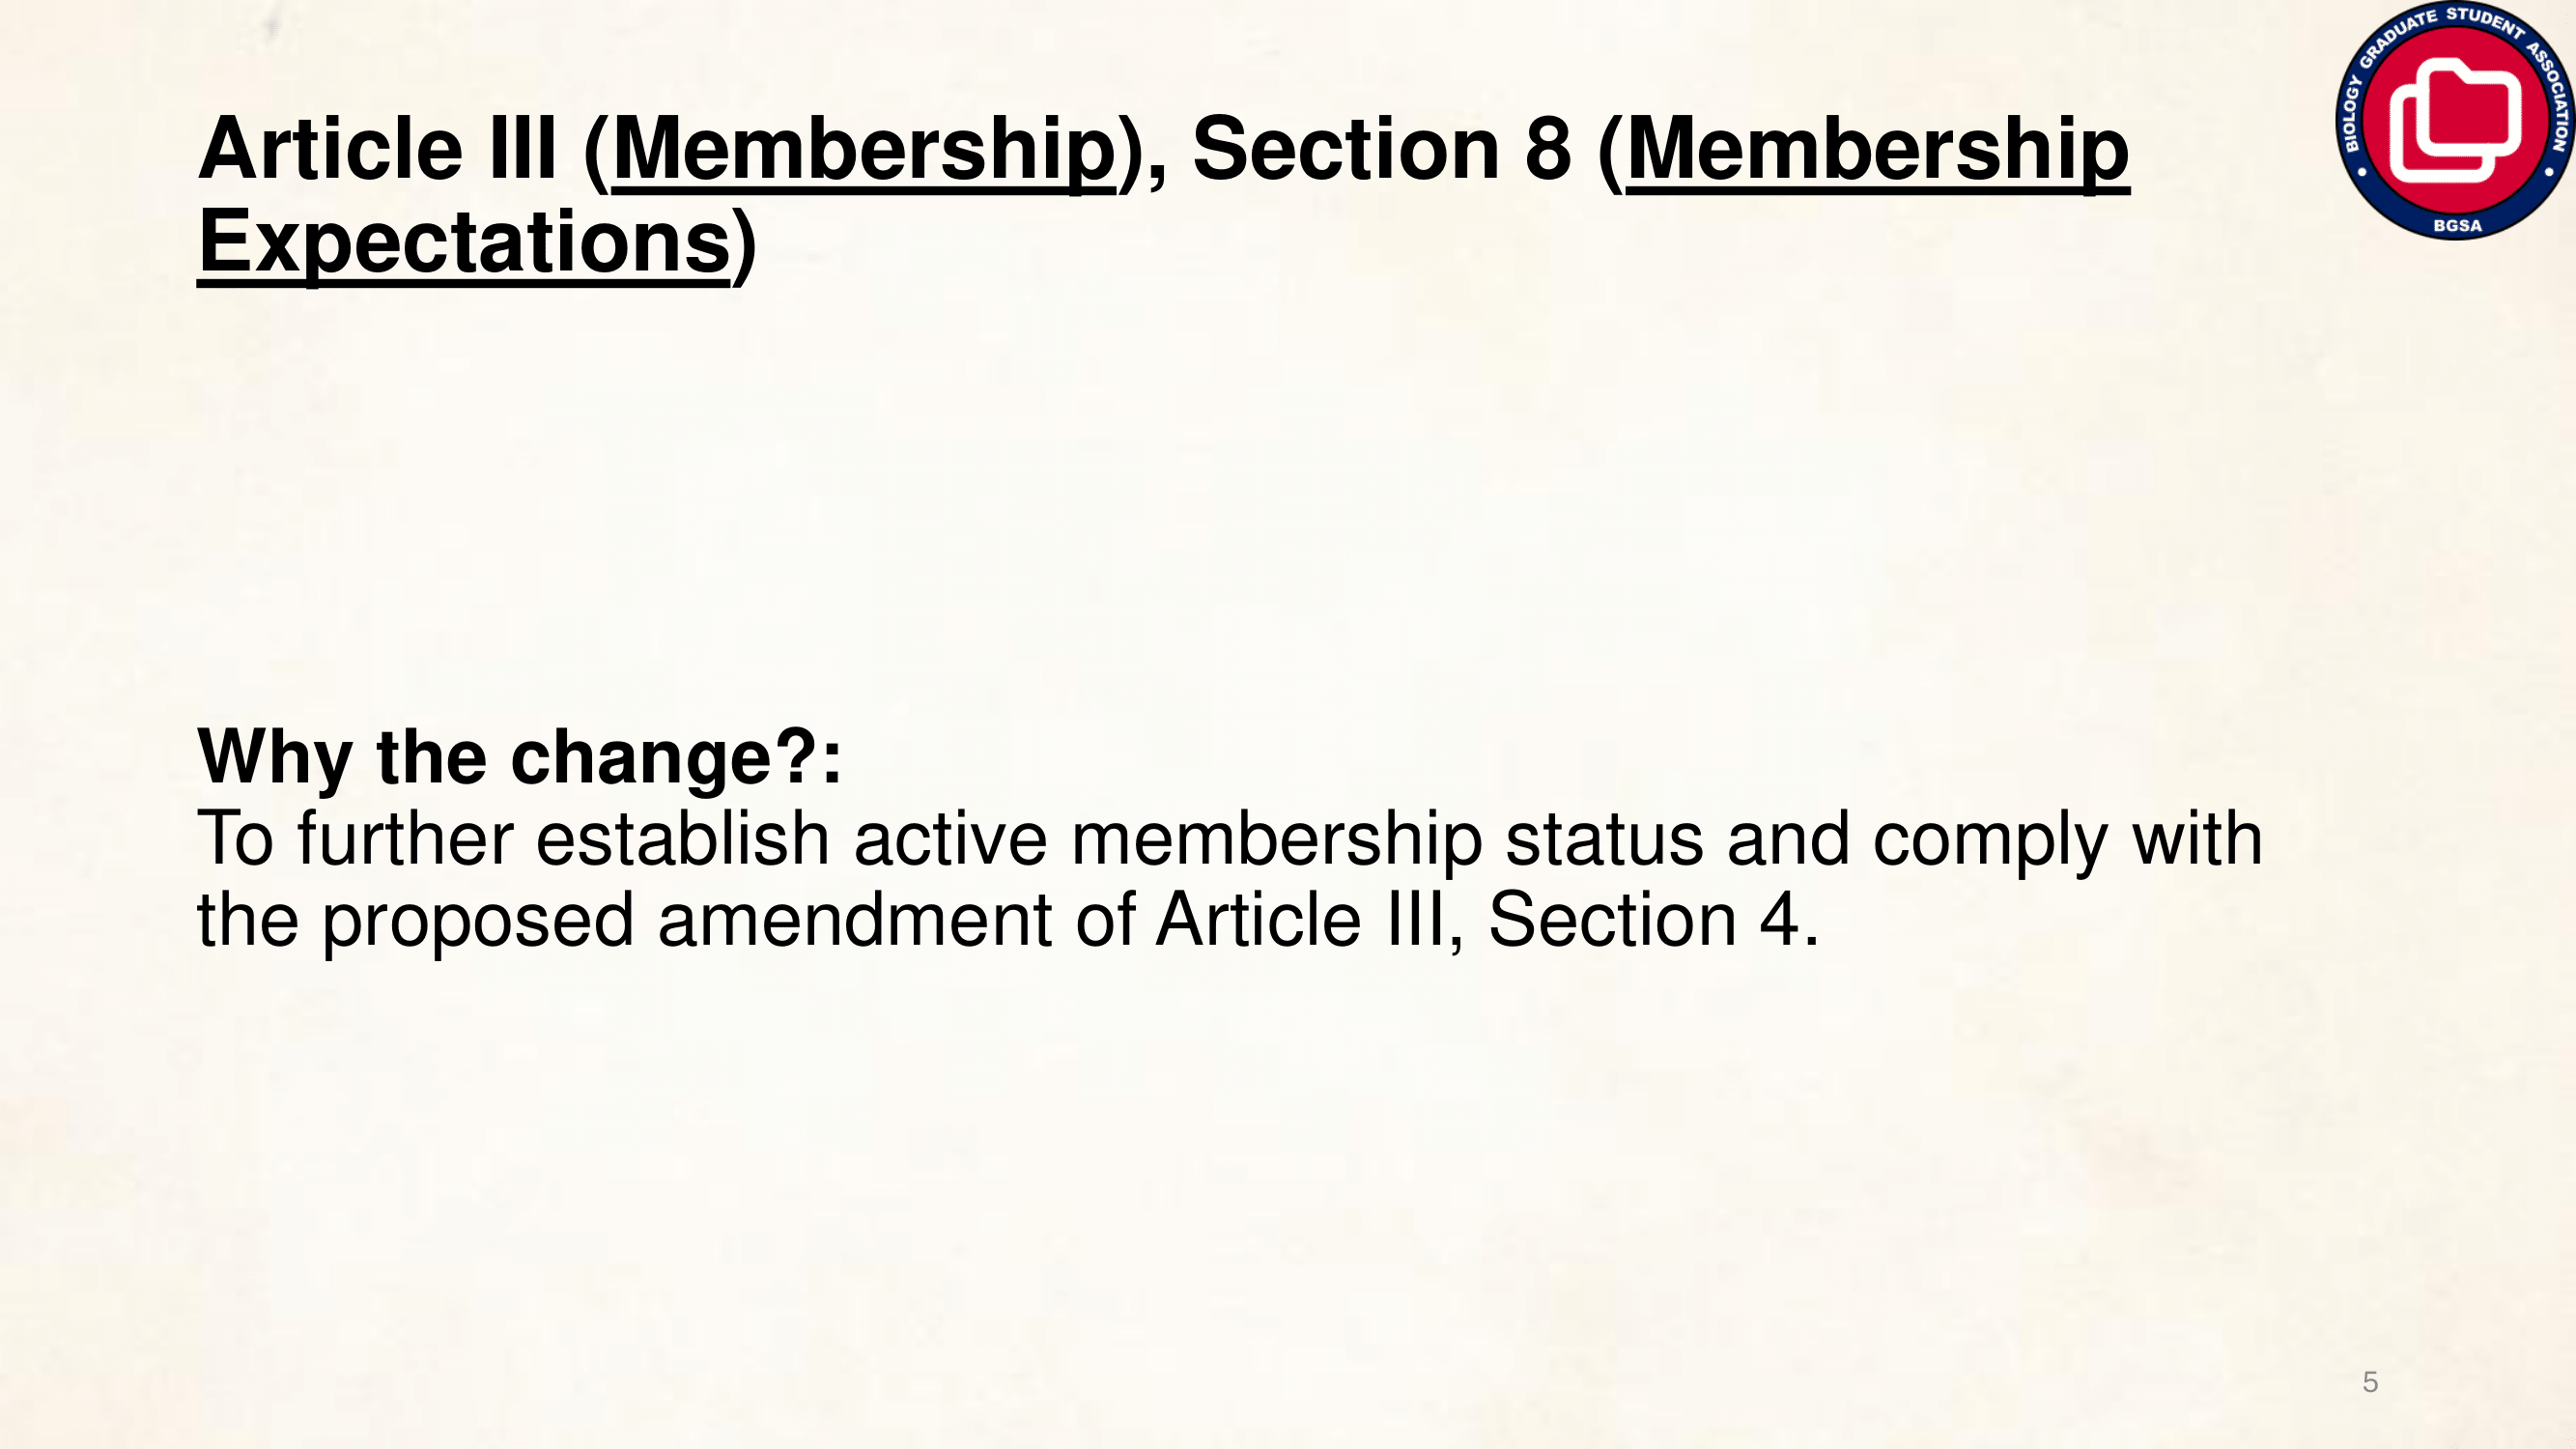 BIOLOGY GRADUATE STUDENT ASSOCIATION
BGSA
Article III (Membership), Section 8 (Membership
Expectations)
Why the change?:
To further establish active membership status and comply with
the proposed amendment of Article III, Section 4.
5